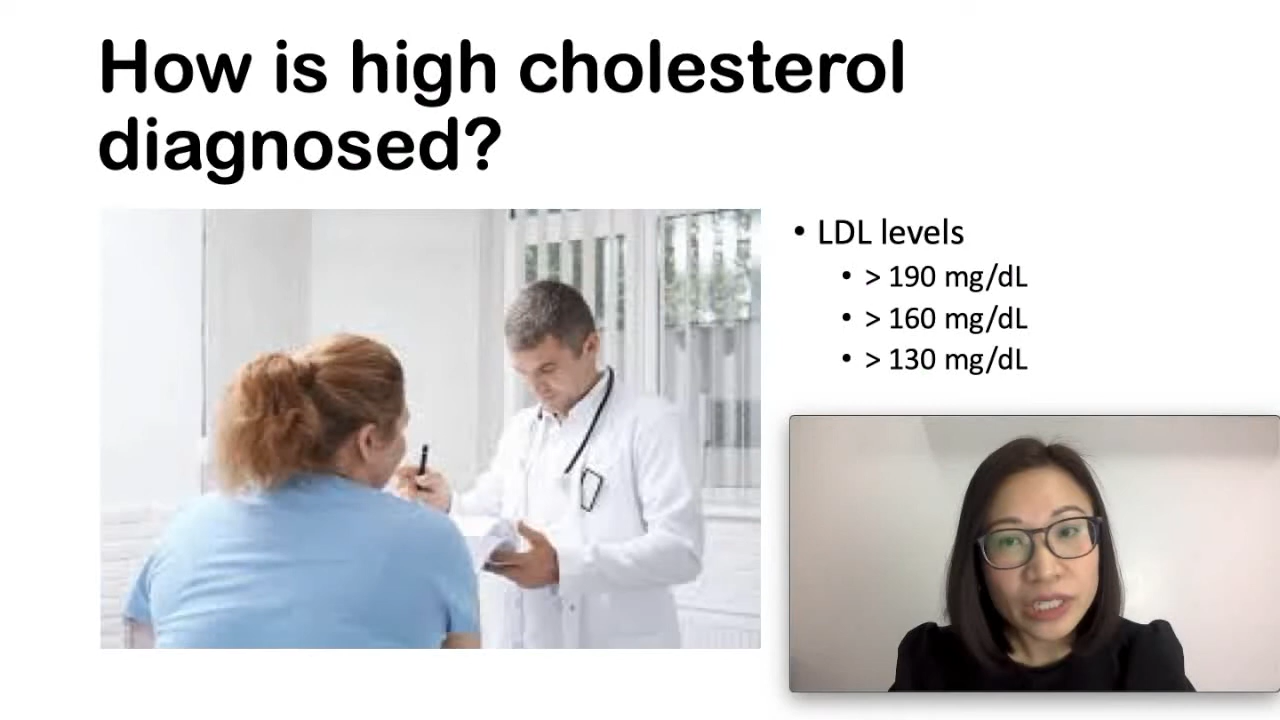 How is high cholesterol
diagnosed?
• LDL levels
• > 190 mg/dL
• > 160 mg/dL
• > 130 mg/dL